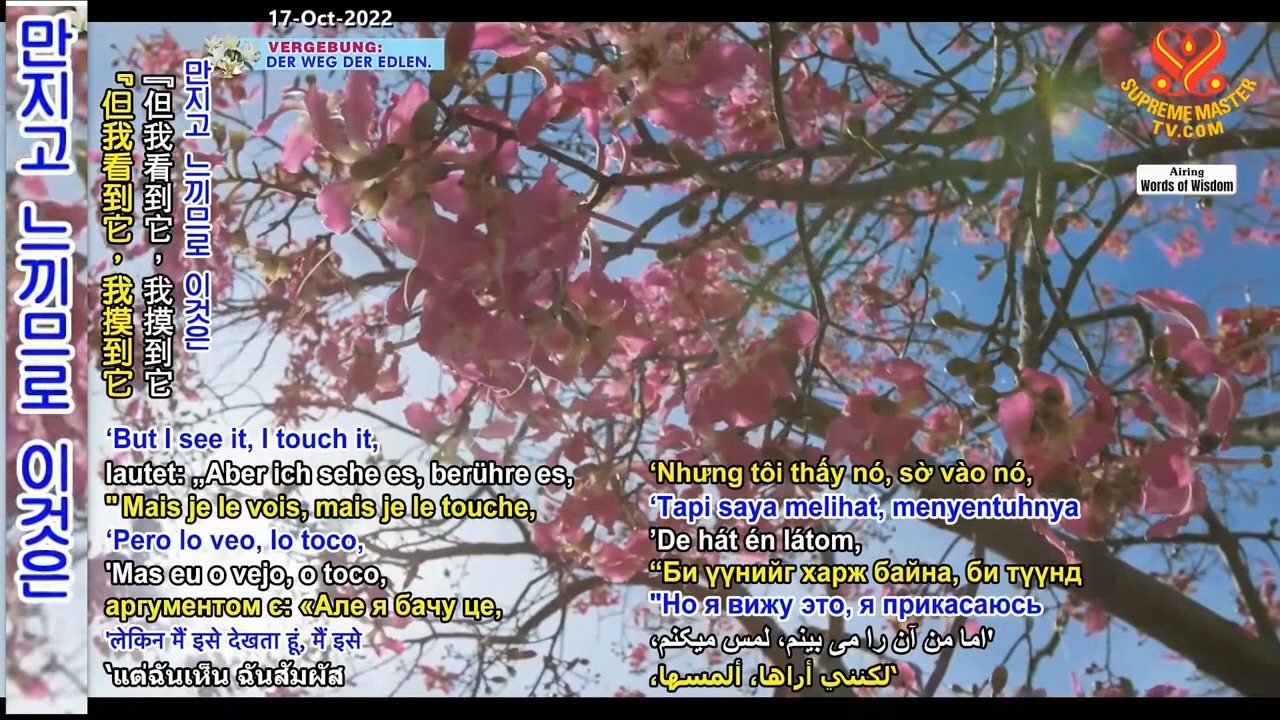 17-Oct-2022
VERGEBUNG:
DER WEG DER EDLEN.
SUPREME MASTER
TV.COM
Airing
Words of Wisdom
만지고 느끼므로 이것은
만지고 느끼므로 이것은
「但我看到它，我摸到它
『但我看到它，我摸到它
‘But I see it, I touch it,
lautet: „Aber ich sehe es, berühre es,
" Mais je le vois, mais je le touche,
‘Pero lo veo, lo toco,
'Mas eu o vejo, o toco,
аргументом є: «Але я бачу це,
'लेकिन मैं इसे देखता हूं, मैं इसे
‘แต่ฉันเห็น ฉันสัมผัส
‘Nhưng tôi thấy nó, sờ vào nó,
‘Tapi saya melihat, menyentuhnya
’De hát én látom,
“Би үүнийг харж байна, би түүнд
"Но я вижу это, я прикасаюсь
'اما من آن را می بینم، لمس میکنم،
‘لكنني أراها، ألمسها،